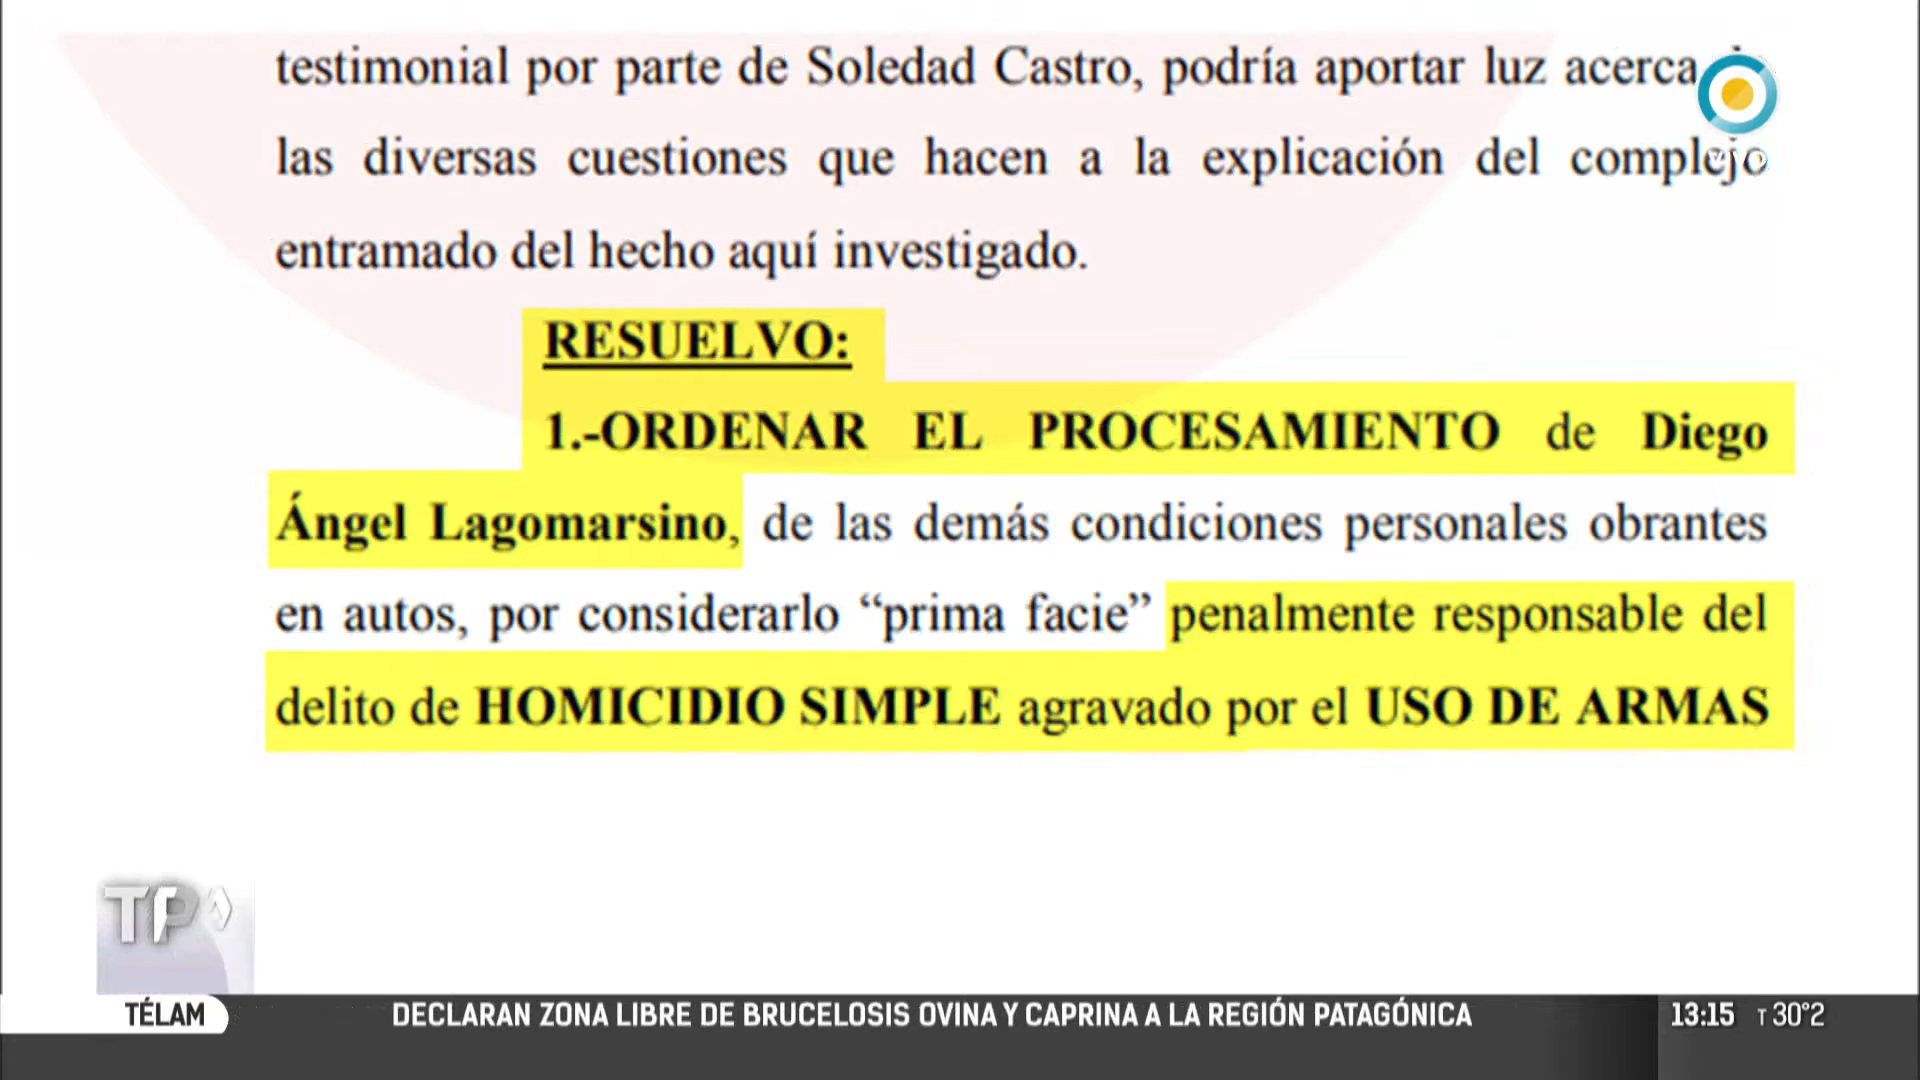 testimonial por parte de Soledad Castro, podría aportar luz acerca
las diversas cuestiones que hacen a la explicación del complejo
entramado del hecho aquí investigado.
RESUELVO:
1.-ORDENAR EL PROCESAMIENTO de Diego
Ángel Lagomarsino, de las demás condiciones personales obrantes
en autos, por considerarlo “prima facie” penalmente responsable del
delito de HOMICIDIO SIMPLE agravado por el USO DE ARMAS
TP
TÉLAM
DECLARAN ZONA LIBRE DE BRUCELOSIS OVINA Y CAPRINA A LA REGIÓN PATAGÓNICA
13:15 T 30°2